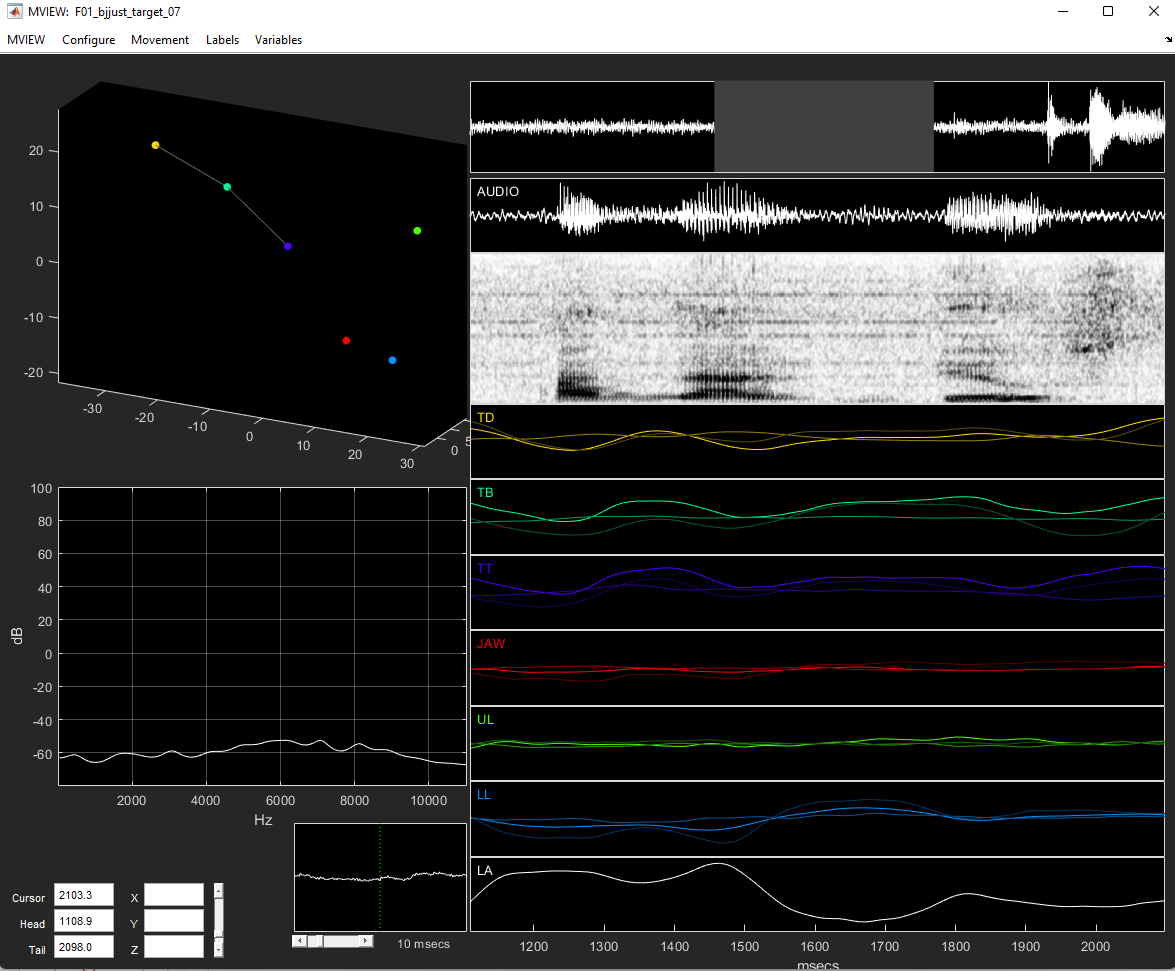 MVIEW: F01_bjjust_target_07
MVIEW Configure Movement Labels Variables
20
10
0
-10
-20
-30
-20
-10
0
10
20
30
0
5
AUDIO
TD
TB
TT
JAW
UL
LL
LA
1200 1300 1400 1500 1600 1700 1800 1900 2000
msecs
100
80
60
40
20
0
-20
-40
-60
dB
2000 4000 6000 8000 10000
Hz
Cursor 2103.3 X
Head 1108.9 Y
Tail 2098.0 Z
10 msecs